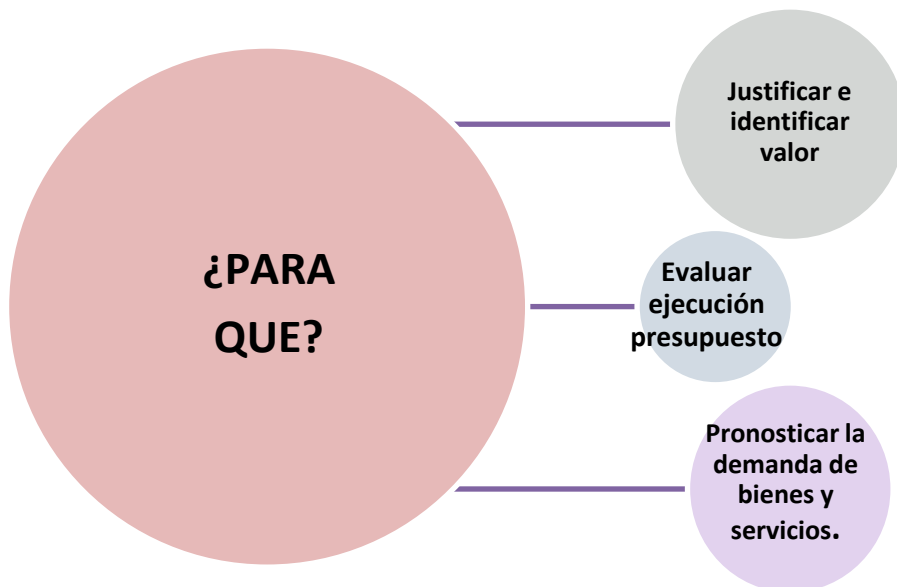 ¿PARA
QUE?
Justificar e
identificar
valor
Evaluar
ejecución
presupuesto
Pronosticar la
demanda de
bienes y
servicios.